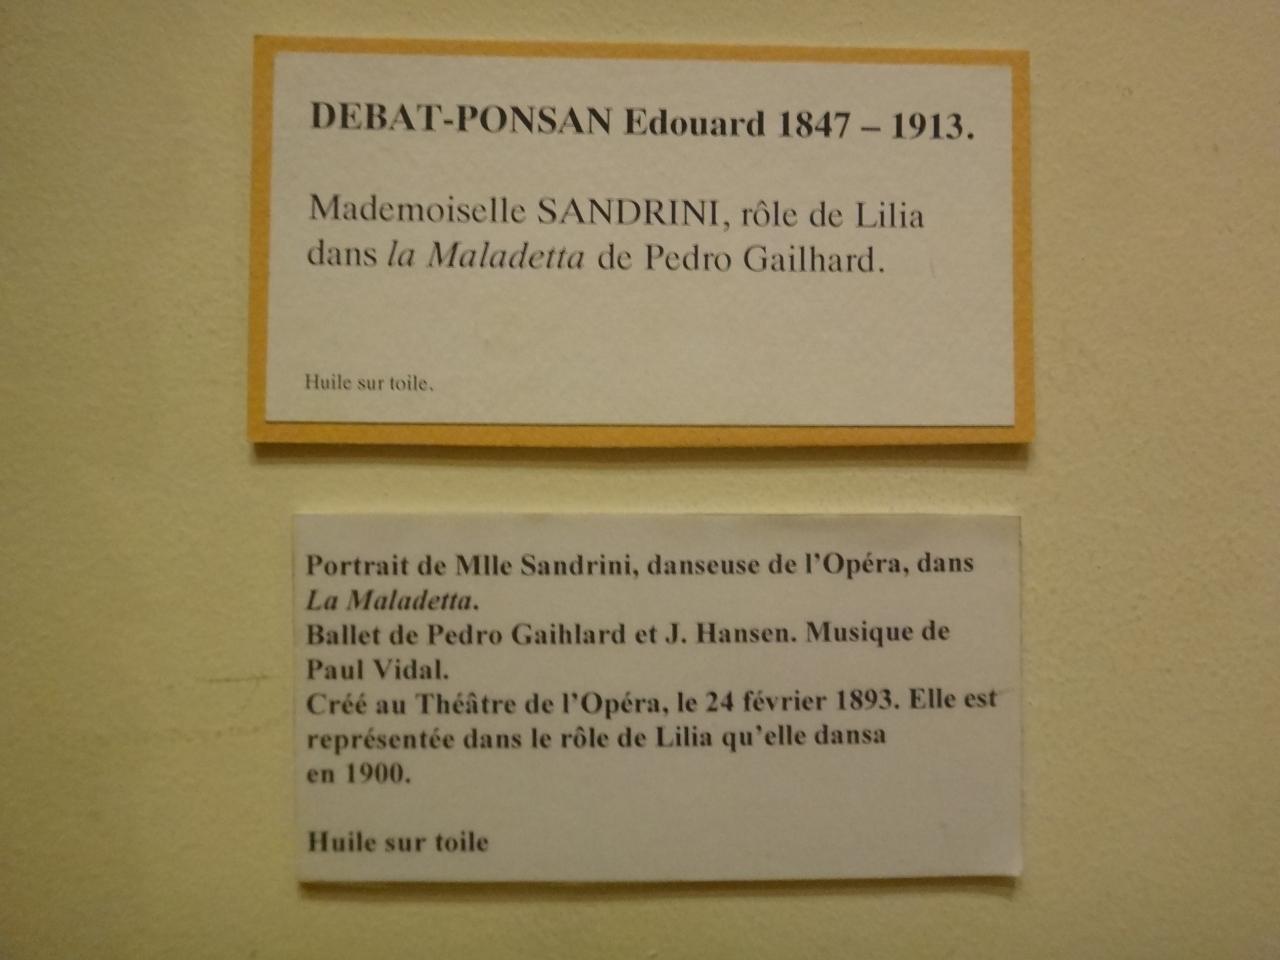 DEBAT-PONSAN Edouard 1847 – 1913.
Mademoiselle SANDRINI, rôle de Lilia
dans la Maladetta de Pedro Gailhard.
Huile sur toile.
Portrait de Mlle Sandrini, danseuse de l'Opéra, dans
La Maladetta.
Ballet de Pedro Gaihlard et J. Hansen. Musique de
Paul Vidal.
Créé au Théâtre de l'Opéra, le 24 février 1893. Elle est
représentée dans le rôle de Lilia qu'elle dansa
en 1900.
Huile sur toile